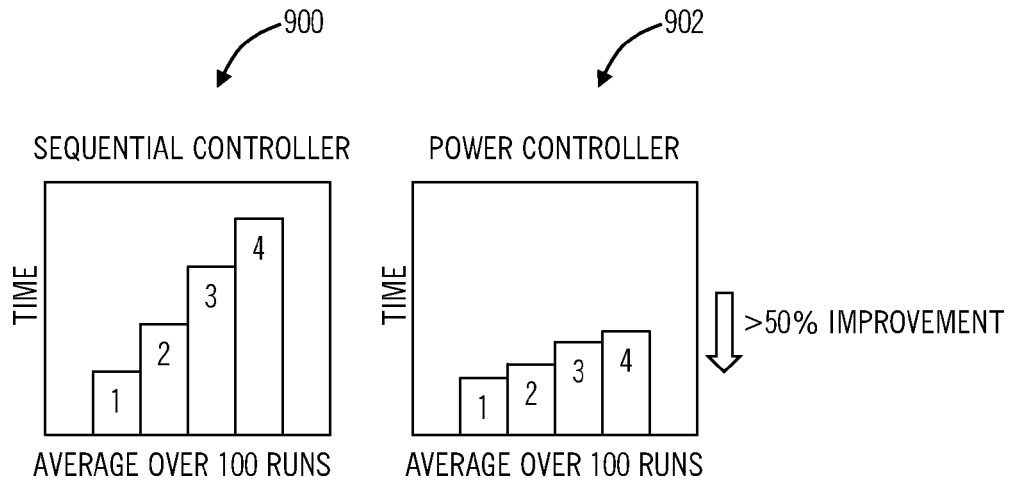 900
902
SEQUENTIAL CONTROLLER
POWER CONTROLLER
TIME
1
2
3
4
TIME
1
2
3
4
>50% IMPROVEMENT
AVERAGE OVER 100 RUNS
AVERAGE OVER 100 RUNS